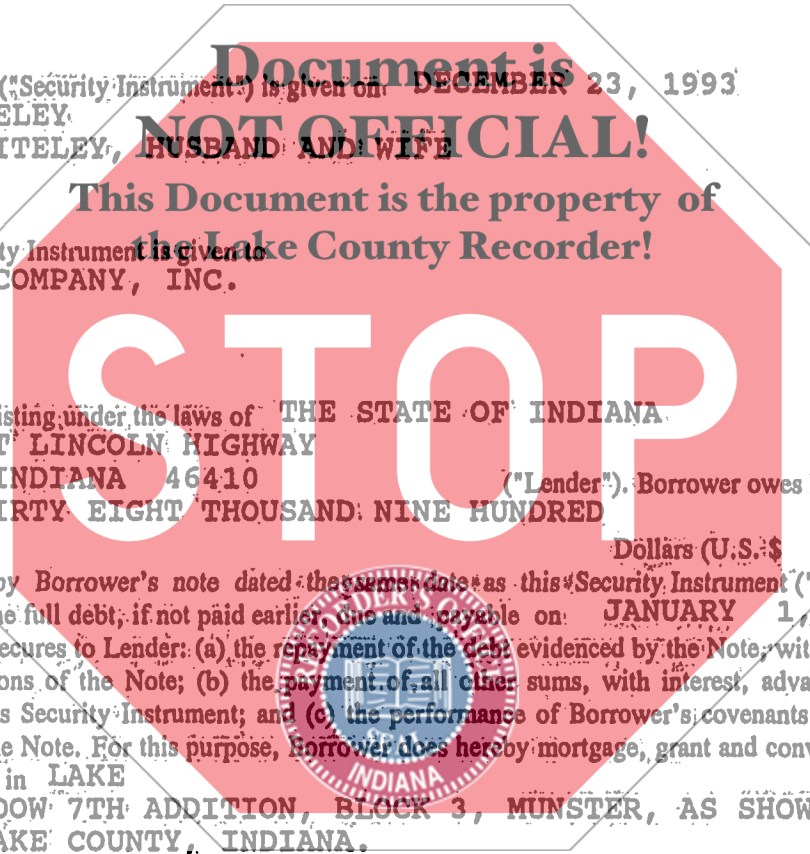 Document is
("Security Instrument") is given on DECEMBER 23, 1993
ELEY
NOT OFFICIAL!
ITELEY, HUSBAND AND WIFE
This Document is the property of
the Lake County Recorder!
ty Instrument is given to
COMPANY, INC.
STOP
isting under the laws of THE STATE OF INDIANA
T LINCOLN HIGHWAY
INDIANA 46410 ("Lender"). Borrower owes
IRTY EIGHT THOUSAND NINE HUNDRED
Dollars (U.S. $
by Borrower's note dated the same date as this Security Instrument ("
e full debt, if not paid earlier, due and payable on JANUARY 1,
ecures to Lender: (a) the repayment of the debt evidenced by the Note, wit
ons of the Note; (b) the payment of all other sums, with interest, adva
s Security Instrument; and (c) the performance of Borrower's covenants
e Note. For this purpose, Borrower does hereby mortgage, grant and conv
in LAKE
DOW 7TH ADDITION, BLOCK 3, MUNSTER, AS SHOW
AKE COUNTY, INDIANA.
RECORDER'S OFFICE
SEAL
INDIANA